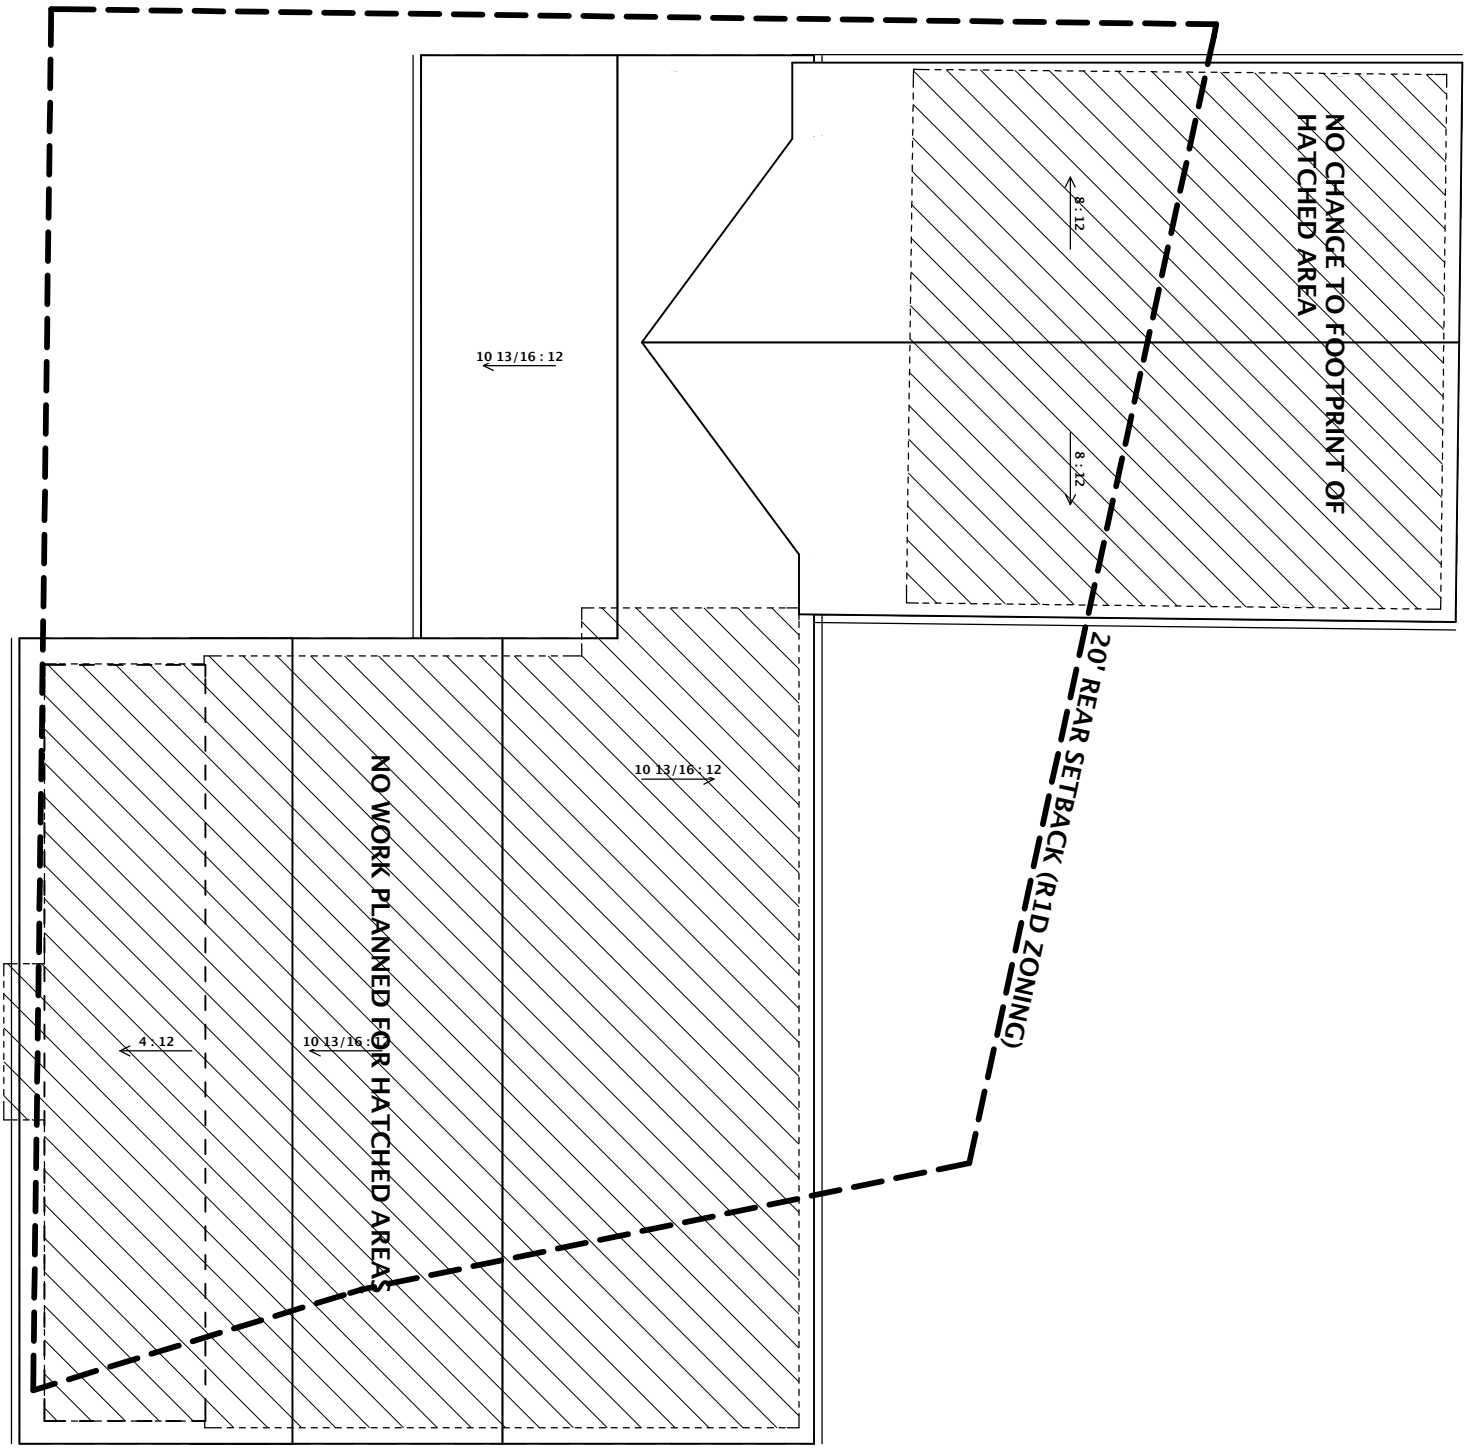 NO CHANGE TO FOOTPRINT OF
HATCHED AREA
8 : 12
8 : 12
10 13/16 : 12
20' REAR SETBACK (R1D ZONING)
10 13/16 : 12
NO WORK PLANNED FOR HATCHED AREAS
4 : 12
10 13/16 : 12